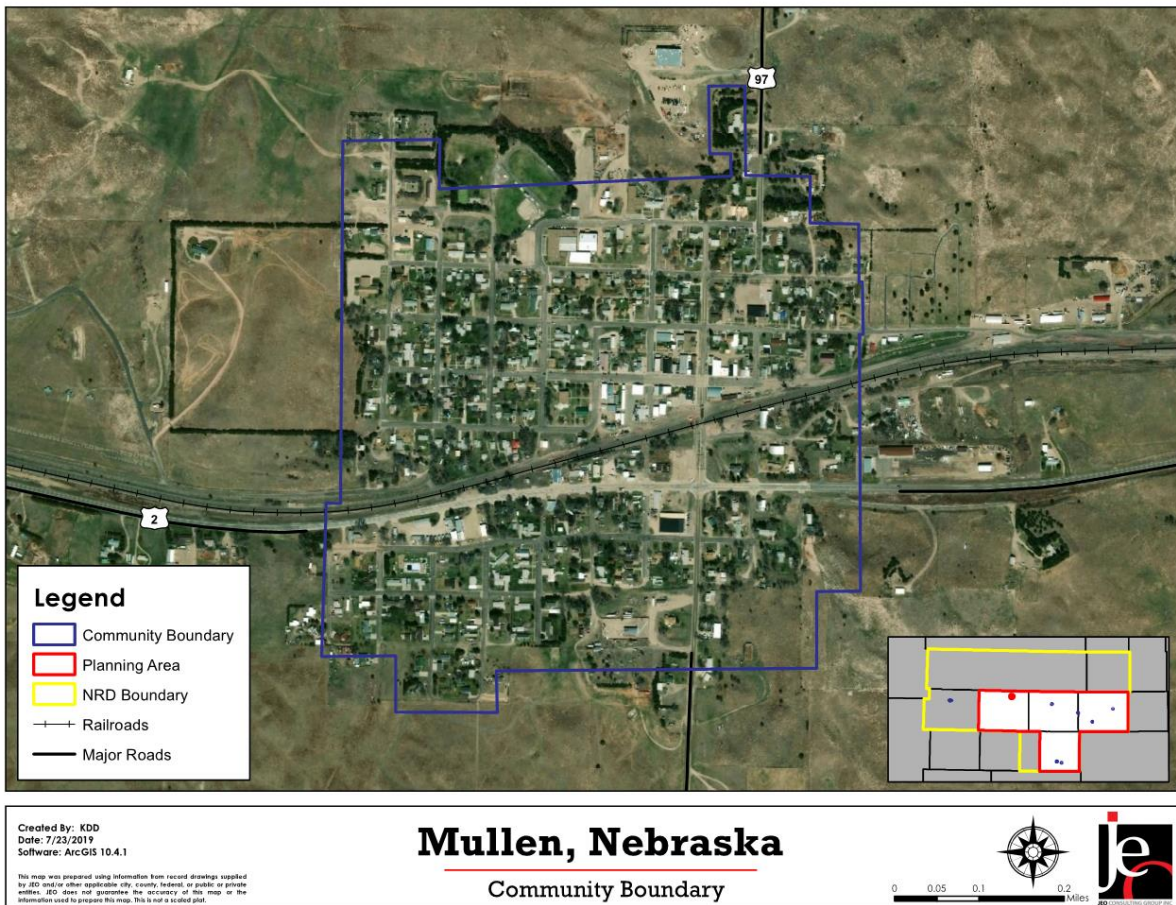 97
2
Legend
Community Boundary
Planning Area
NRD Boundary
Railroads
Major Roads
Created By: KDD
Date: 7/23/2019
Software: ArcGIS 10.4.1
This map was prepared using information from record drawings supplied
by JEO and/or other applicable city, county, federal, or public or private
entities. JEO does not guarantee the accuracy of this map or the
information used to prepare this map. This is not a scaled plat.
Mullen, Nebraska
Community Boundary
0 0.05 0.1 0.2
Miles
jeo
JEO CONSULTING GROUP INC